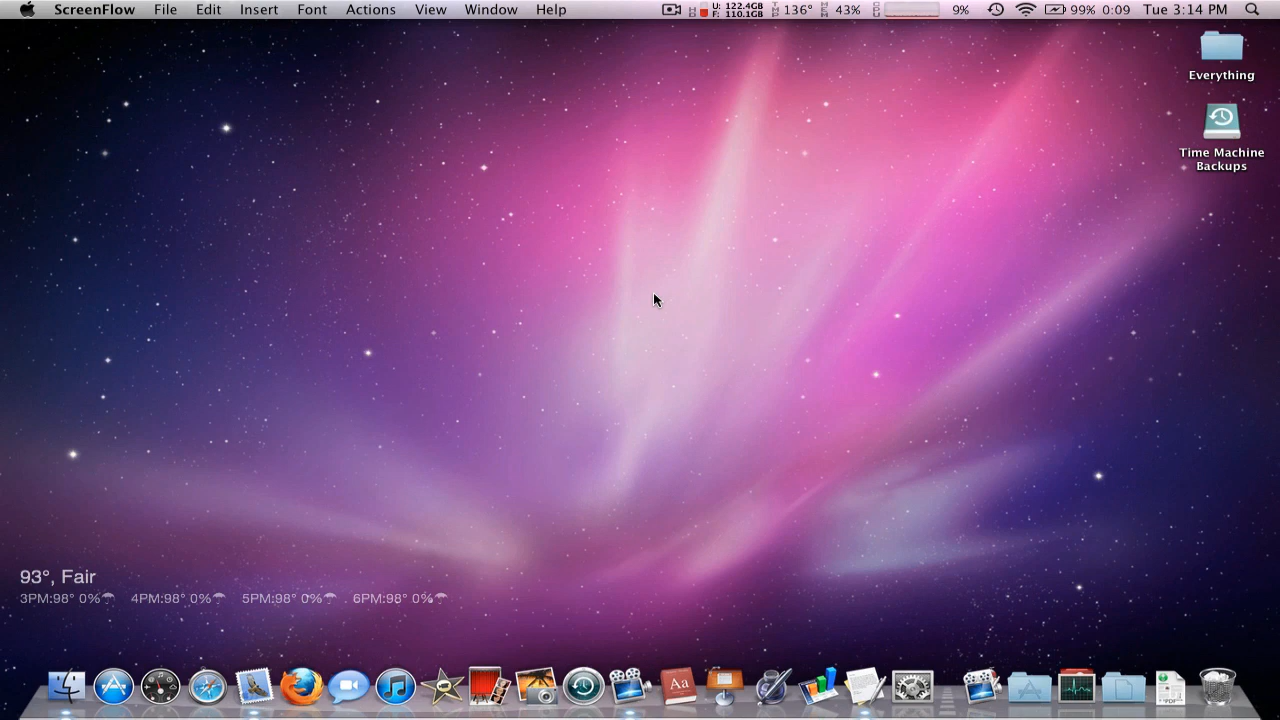 ScreenFlow File Edit Insert Font Actions View Window Help U: 122.4GB 136° 43% 9% 99% 0:09 Tue 3:14 PM
F: 110.1GB
Everything
Time Machine
Backups
93°, Fair
3PM:98° 0% 4PM:98° 0% 5PM:98° 0% 6PM:98° 0%
Aa
PDF